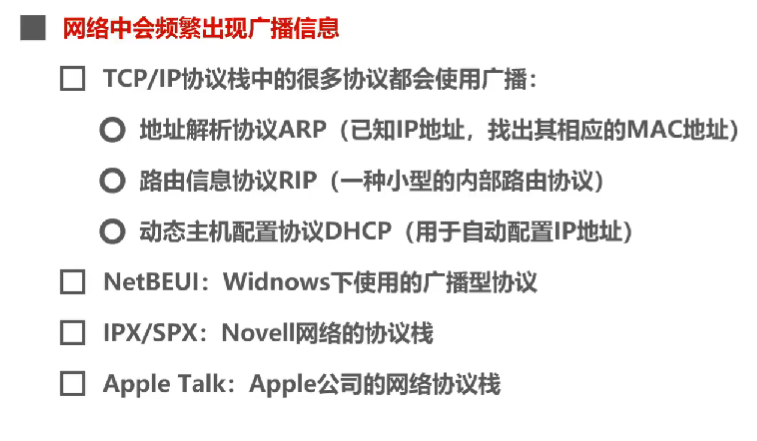 网络中会频繁出现广播信息
TCP/IP协议栈中的很多协议都会使用广播：
地址解析协议ARP（已知IP地址，找出其相应的MAC地址）
路由信息协议RIP（一种小型的内部路由协议）
动态主机配置协议DHCP（用于自动配置IP地址）
NetBEUI：Widnows下使用的广播型协议
IPX/SPX：Novell网络的协议栈
Apple Talk：Apple公司的网络协议栈